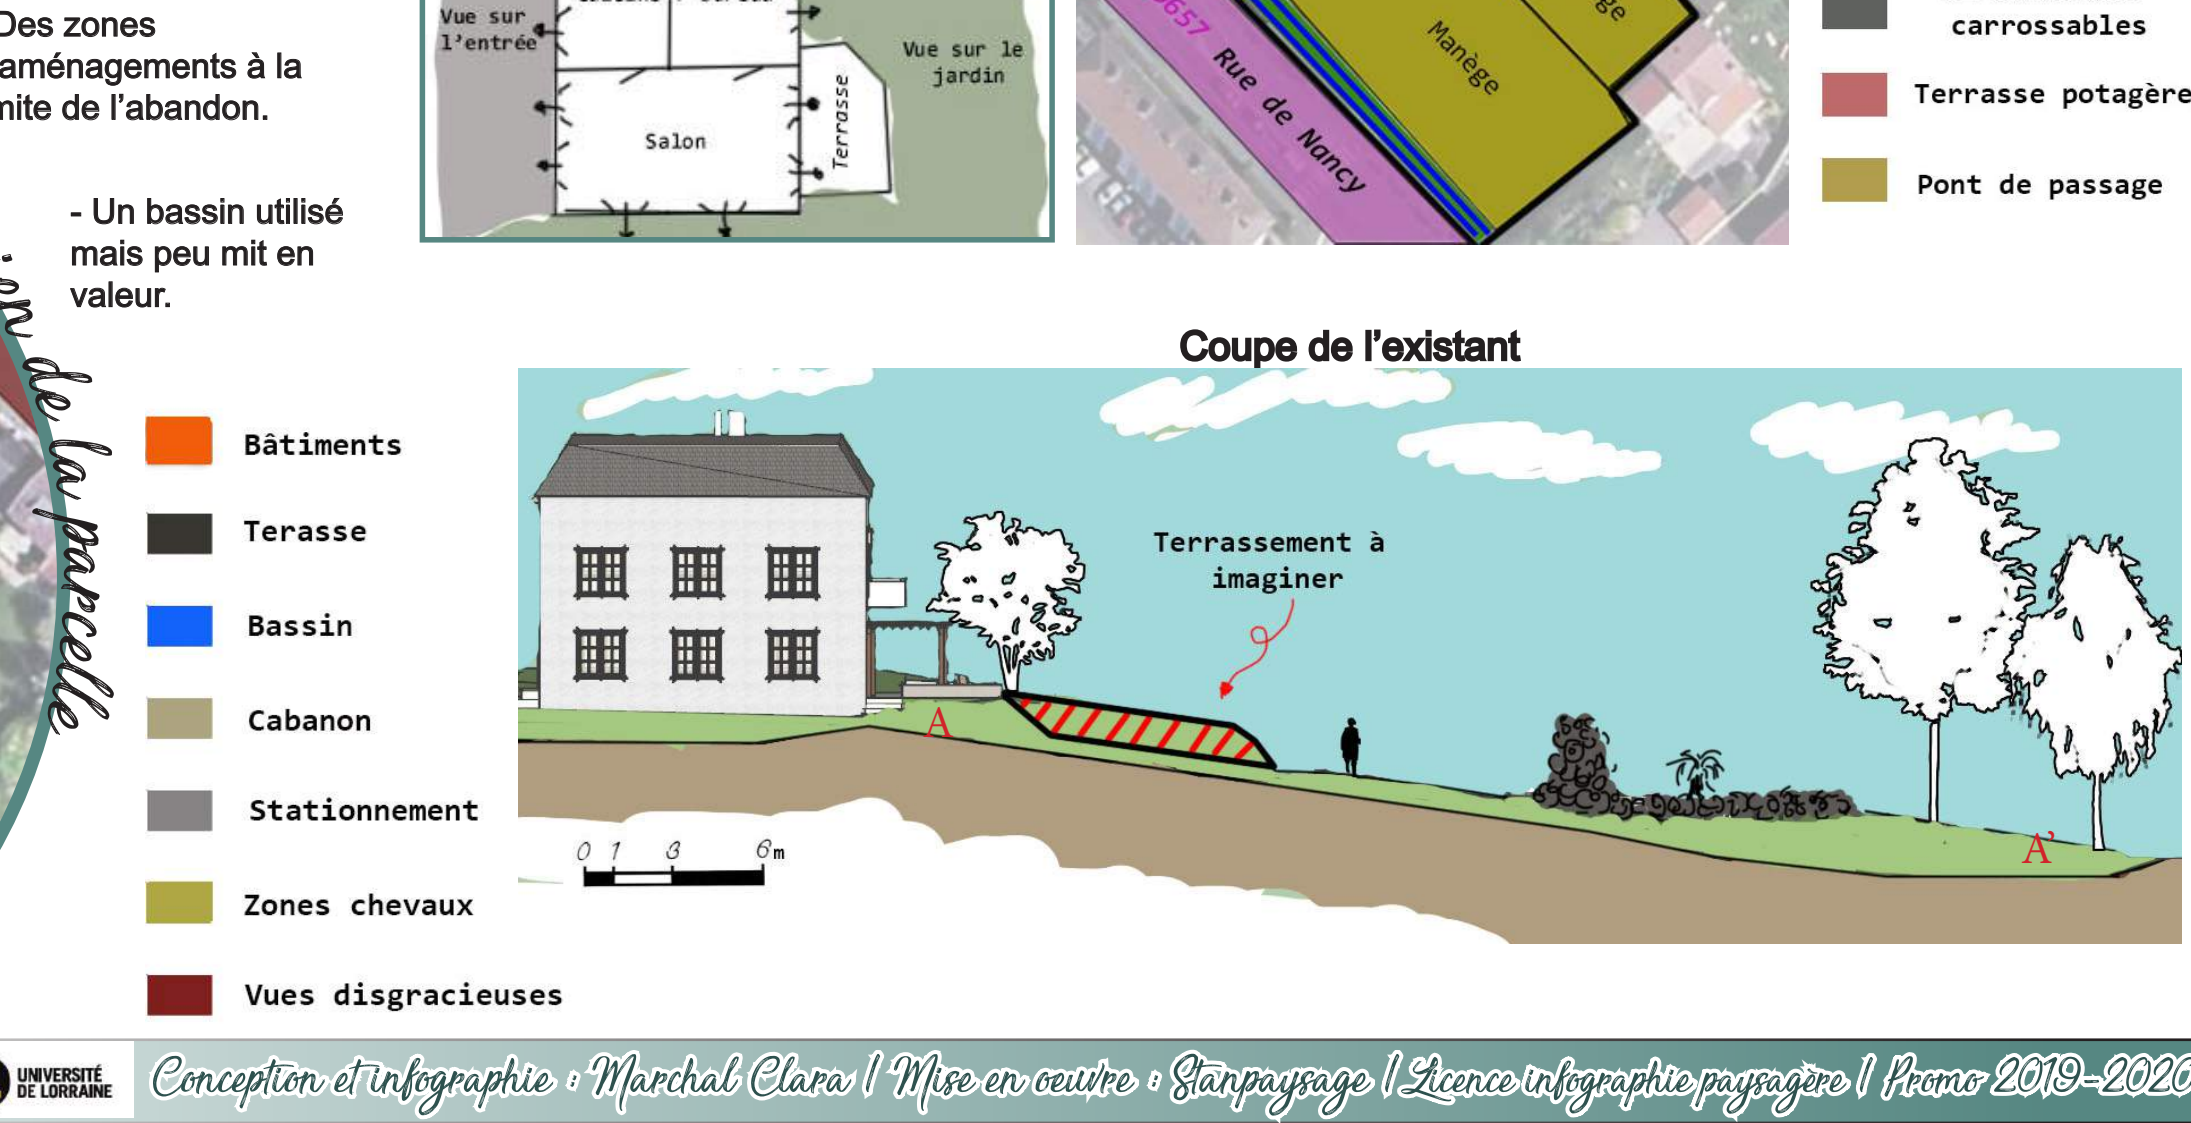 Des zones
aménagements à la
mite de l’abandon.
- Un bassin utilisé
mais peu mit en
valeur.
de la parcelle
Vue sur
l'entrée
Salon
Terrasse
Vue sur le
jardin
657 Rue de Nancy
Manège
ge
carrossables
Terrasse potagère
Pont de passage
Coupe de l’existant
Bâtiments
Terasse
Bassin
Cabanon
Stationnement
Zones chevaux
Vues disgracieuses
Terrassement à
imaginer
A
A'
0 1 3 6m
UNIVERSITÉ
DE LORRAINE
Conception et infographie : Marchal Clara | Mise en oeuvre : Stanpaysage | Licence infographie paysagère | Promo 2019-2020